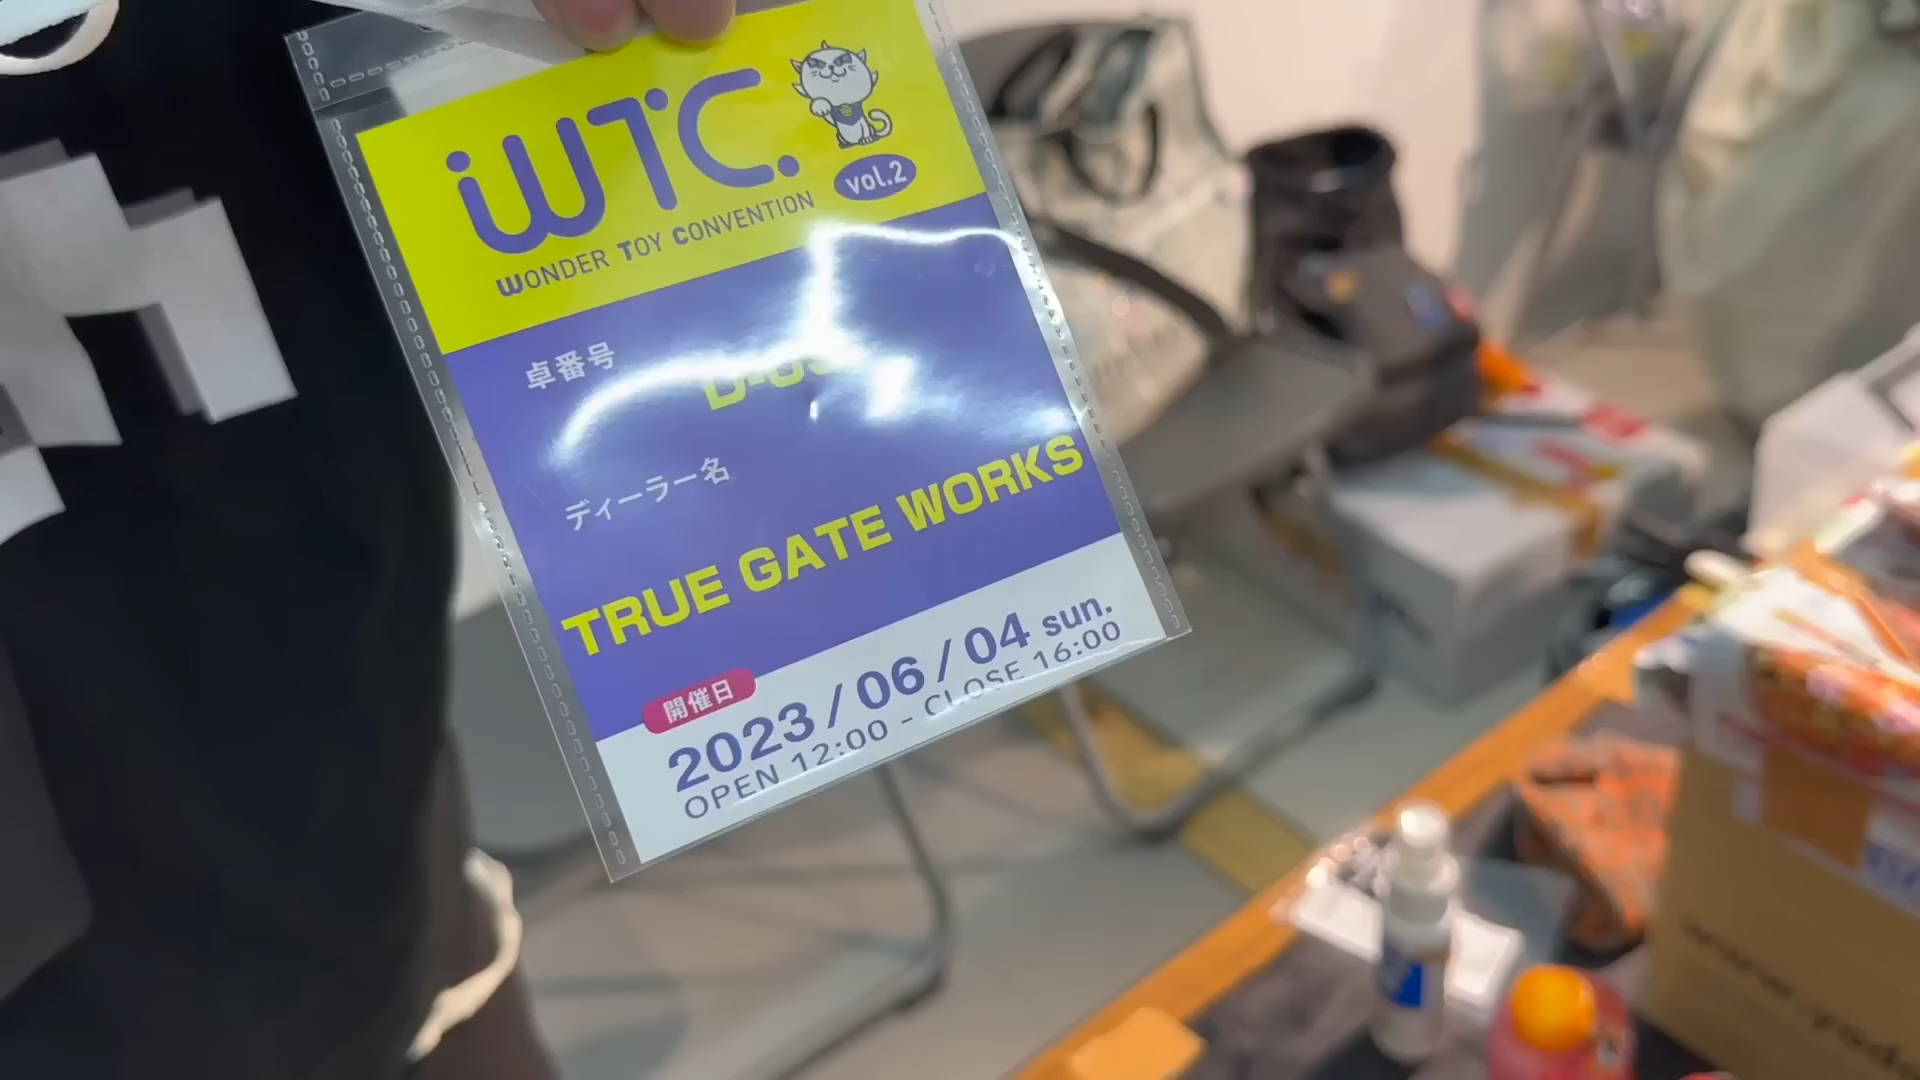 iWTC.
vol.2
WONDER TOY CONVENTION
卓番号
ディーラー名
TRUE GATE WORKS
開催日
2023/06/04 sun.
OPEN 12:00 - CLOSE 16:00